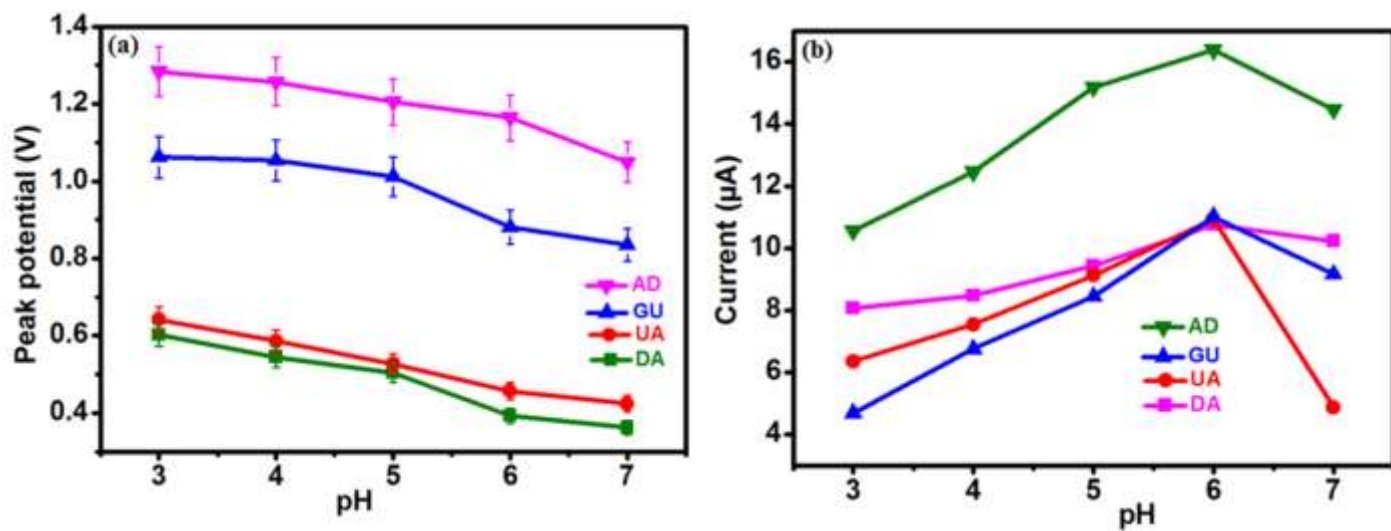 (a)
Peak potential (V)
1.4
1.2
1.0
0.8
0.6
0.4
AD
GU
UA
DA
3 4 5 6 7
pH
(b)
Current (μA)
16
14
12
10
8
6
4
AD
GU
UA
DA
3 4 5 6 7
pH